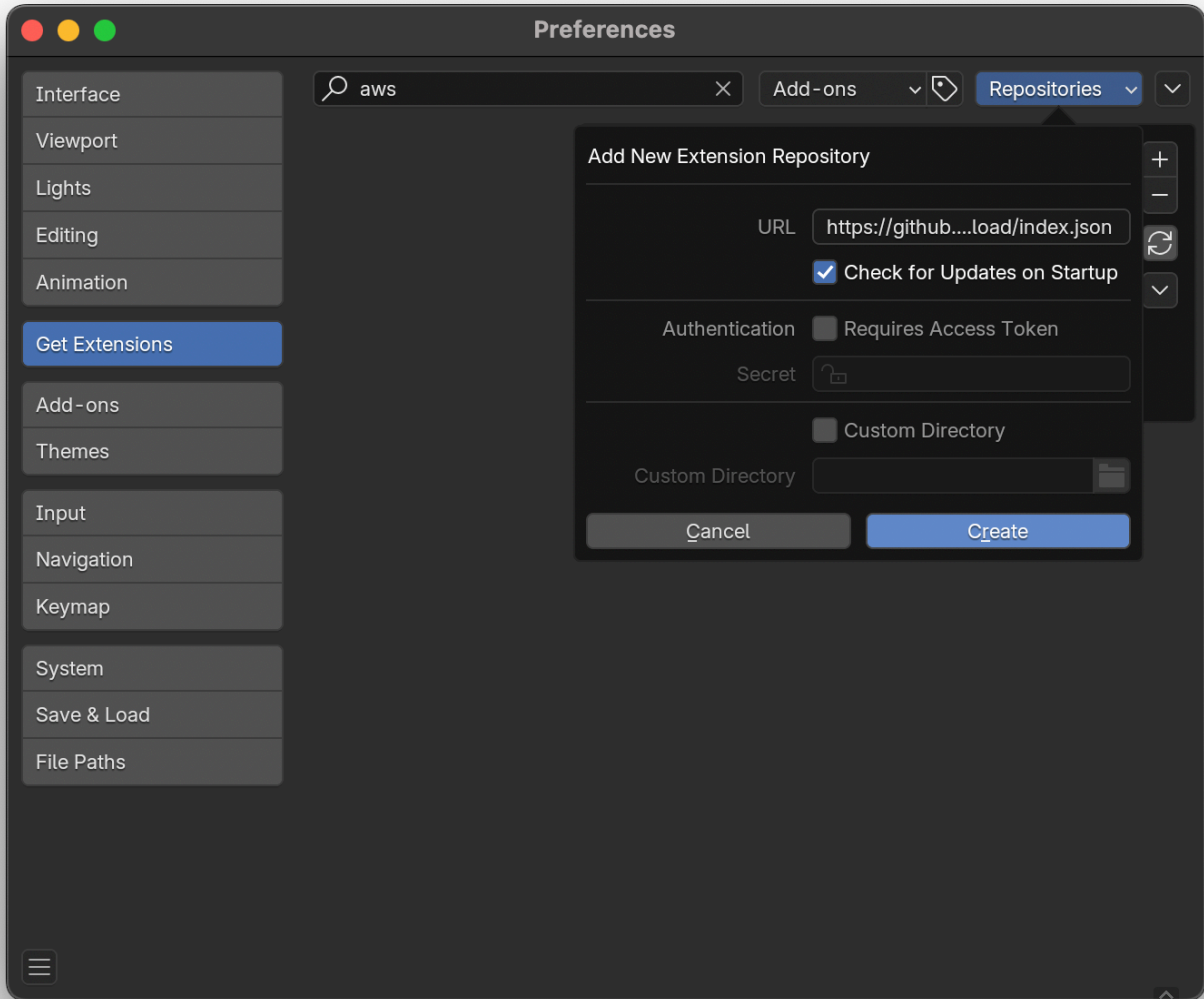 Preferences
Interface
Viewport
Lights
Editing
Animation
Get Extensions
Add-ons
Themes
Input
Navigation
Keymap
System
Save & Load
File Paths
aws
Add-ons
Repositories
Add New Extension Repository
URL https://github....load/index.json
Check for Updates on Startup
Authentication Requires Access Token
Secret
Custom Directory
Custom Directory
Cancel Create